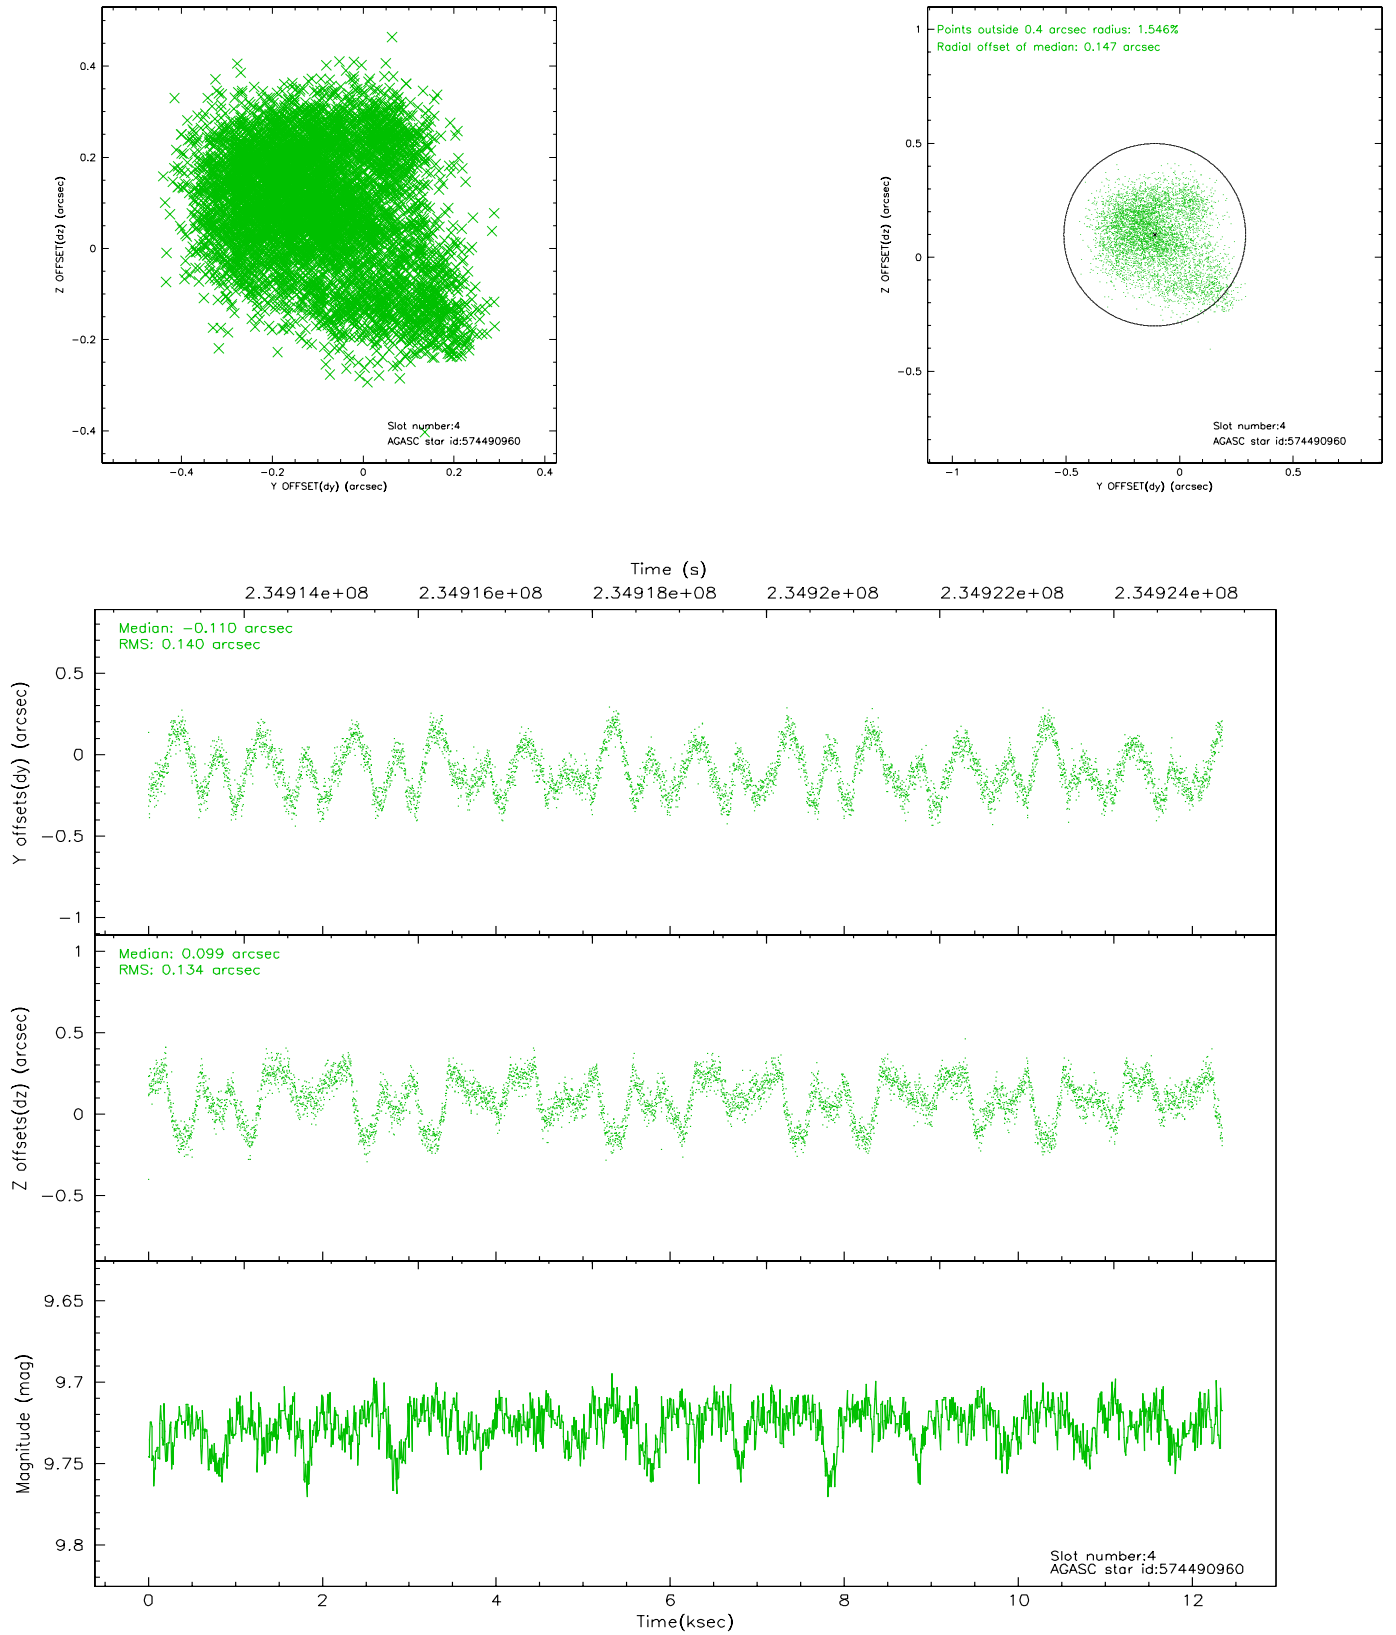 0.4
0.2
0
−0.2
−0.4
Z OFFSET(dz) (arcsec)
Slot number:4
AGASC star id:574490960
−0.4
−0.2
0
0.2
0.4
Y OFFSET(dy) (arcsec)
Points outside 0.4 arcsec radius: 1.546%
Radial offset of median: 0.147 arcsec
1
0.5
0
−0.5
Z OFFSET(dz) (arcsec)
Slot number:4
AGASC star id:574490960
−1
−0.5
0
0.5
Y OFFSET(dy) (arcsec)
Time (s)
2.34914e+08
2.34916e+08
2.34918e+08
2.3492e+08
2.34922e+08
2.34924e+08
Median: −0.110 arcsec
RMS: 0.140 arcsec
0.5
0
−0.5
−1
Y offsets(dy) (arcsec)
Median: 0.099 arcsec
RMS: 0.134 arcsec
1
0.5
0
−0.5
Z offsets(dz) (arcsec)
9.65
9.7
9.75
9.8
Magnitude (mag)
Slot number:4
AGASC star id:574490960
0
2
4
6
8
10
12
Time(ksec)